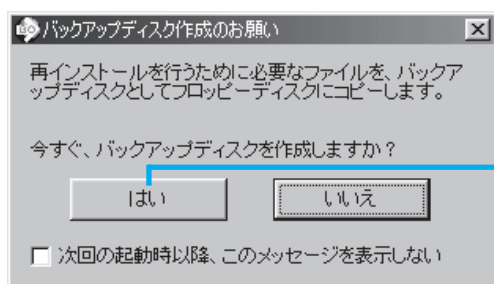 バックアップディスク作成のお願い
再インストールを行うために必要なファイルを、バックア
ップディスクとしてフロッピーディスクにコピーします。
今すぐ、バックアップディスクを作成しますか？
はい
いいえ
次回の起動時以降、このメッセージを表示しない